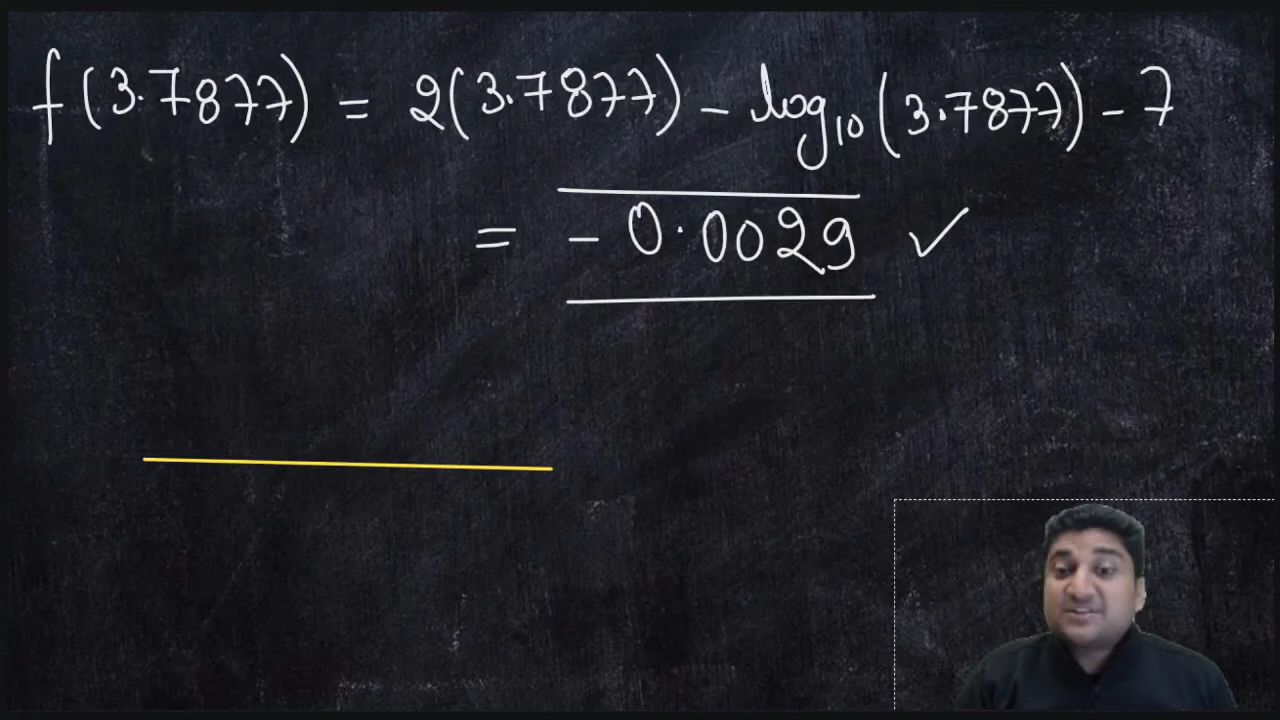 f(3.7877) = 2(3.7877) - log₁₀(3.7877) - 7
= - 0.0029 ✓